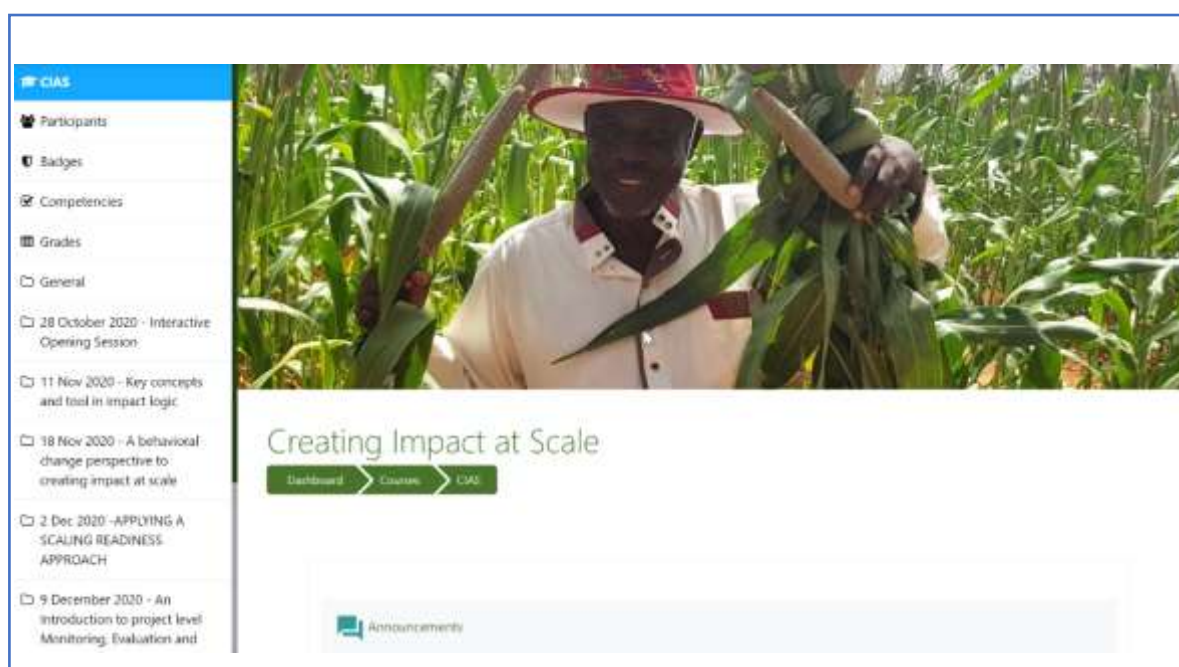 CIAS
Participants
Badges
Competencies
Grades
General
28 October 2020 - Interactive
Opening Session
11 Nov 2020 - Key concepts
and tool in impact logic
18 Nov 2020 - A behavioral
change perspective to
creating impact at scale
2 Dec 2020 -APPLYING A
SCALING READINESS
APPROACH
9 December 2020 - An
Introduction to project level
Monitoring, Evaluation and
Creating Impact at Scale
Dashboard
Courses
CIAS
Announcements